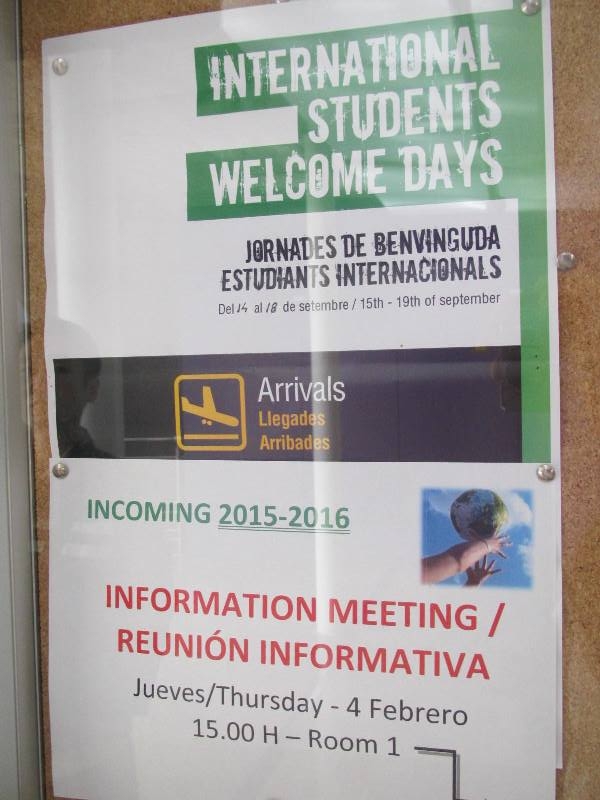 INTERNATIONAL
STUDENTS
WELCOME DAYS
JORNADES DE BENVINGUDA
ESTUDIANTS INTERNACIONALS
Del 14 al 18 de setembre / 15th - 19th of september
Arrivals
Llegades
Arribades
INCOMING 2015-2016
INFORMATION MEETING /
REUNIÓN INFORMATIVA
Jueves/Thursday - 4 Febrero
15.00 H – Room 1